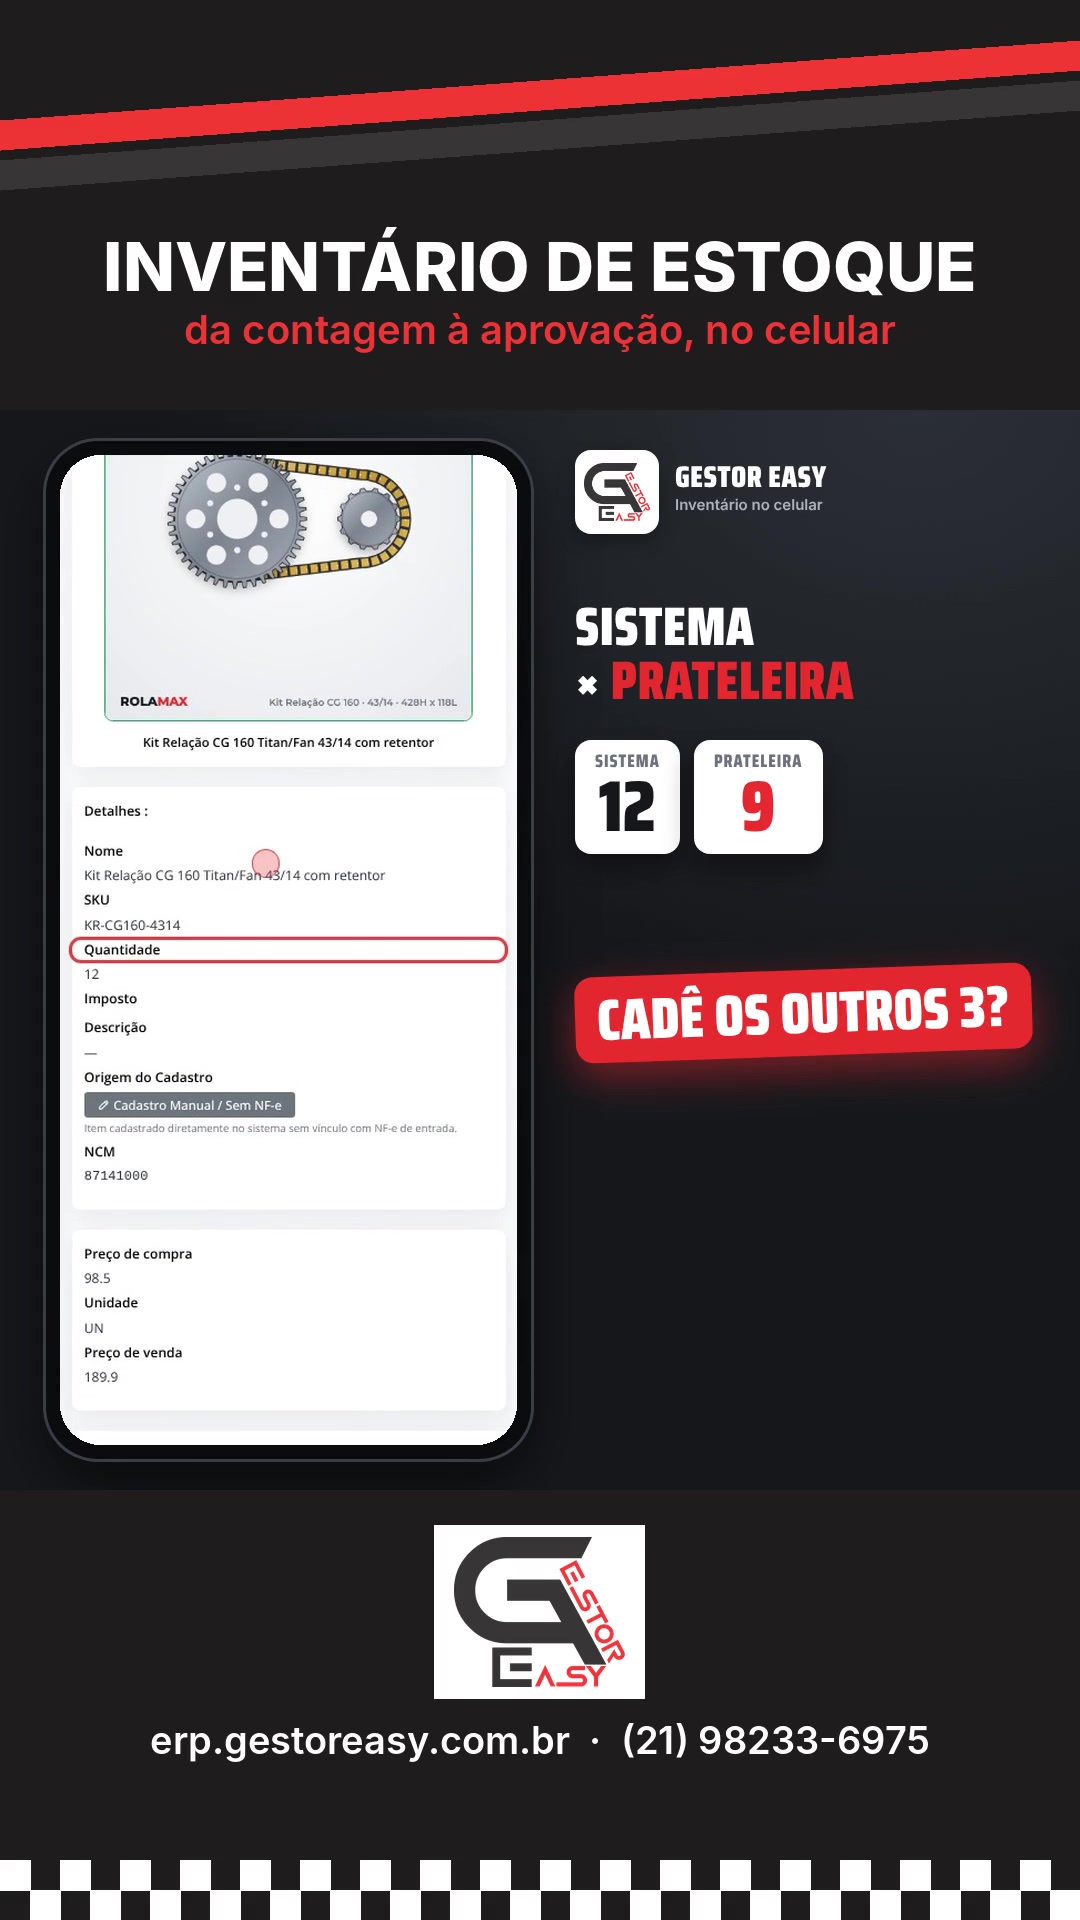 INVENTÁRIO DE ESTOQUE
da contagem à aprovação, no celular
ROLAMAX
Kit Relação CG 160 · 43/14 · 428H x 118L
Kit Relação CG 160 Titan/Fan 43/14 com retentor
Detalhes :
Nome
Kit Relação CG 160 Titan/Fan 43/14 com retentor
SKU
KR-CG160-4314
Quantidade
12
Imposto
Descrição
—
Origem do Cadastro
Cadastro Manual / Sem NF-e
Item cadastrado diretamente no sistema sem vínculo com NF-e de entrada.
NCM
87141000
Preço de compra
98.5
Unidade
UN
Preço de venda
189.9
GESTOR EASY
GESTOR EASY
Inventário no celular
SISTEMA
× PRATELEIRA
SISTEMA
12
PRATELEIRA
9
CADÊ OS OUTROS 3?
GESTOR
EASY
erp.gestoreasy.com.br · (21) 98233-6975